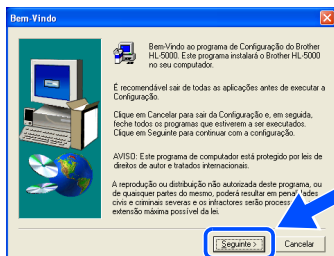 Bem-Vindo
Bem-Vindo ao programa de Configuração do Brother
HL-5000. Este programa instalará o Brother HL-5000
no seu computador.
É recomendável sair de todas as aplicações antes de executar a
Configuração.
Clique em Cancelar para sair da Configuração e, em seguida,
feche todos os programas que estiverem a ser executados.
Clique em Seguinte para continuar com a configuração.
AVISO: Este programa de computador está protegido por leis de
direitos de autor e tratados internacionais.
A reprodução ou distribuição não autorizada deste programa, ou
de quaisquer partes do mesmo, poderá resultar em penalidades
civis e criminais severas e os infractores serão
extensão máxima possível da lei.
Seguinte >
Cancelar